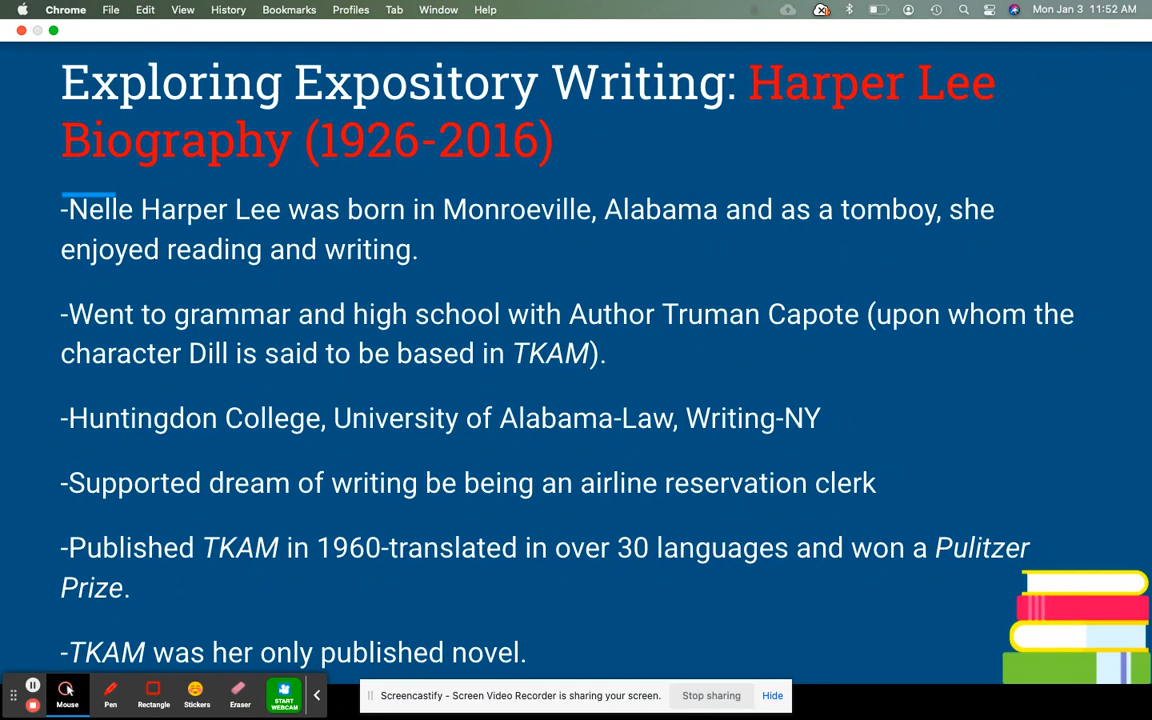 Chrome File Edit View History Bookmarks Profiles Tab Window Help Mon Jan 3 11:52 AM
Exploring Expository Writing: Harper Lee
Biography (1926-2016)
-Nelle Harper Lee was born in Monroeville, Alabama and as a tomboy, she
enjoyed reading and writing.
-Went to grammar and high school with Author Truman Capote (upon whom the
character Dill is said to be based in TKAM).
-Huntingdon College, University of Alabama-Law, Writing-NY
-Supported dream of writing be being an airline reservation clerk
-Published TKAM in 1960-translated in over 30 languages and won a Pulitzer
Prize.
-TKAM was her only published novel.
Mouse Pen Rectangle Stickers Eraser START
WEBCAM
Screencastify - Screen Video Recorder is sharing your screen. Stop sharing Hide